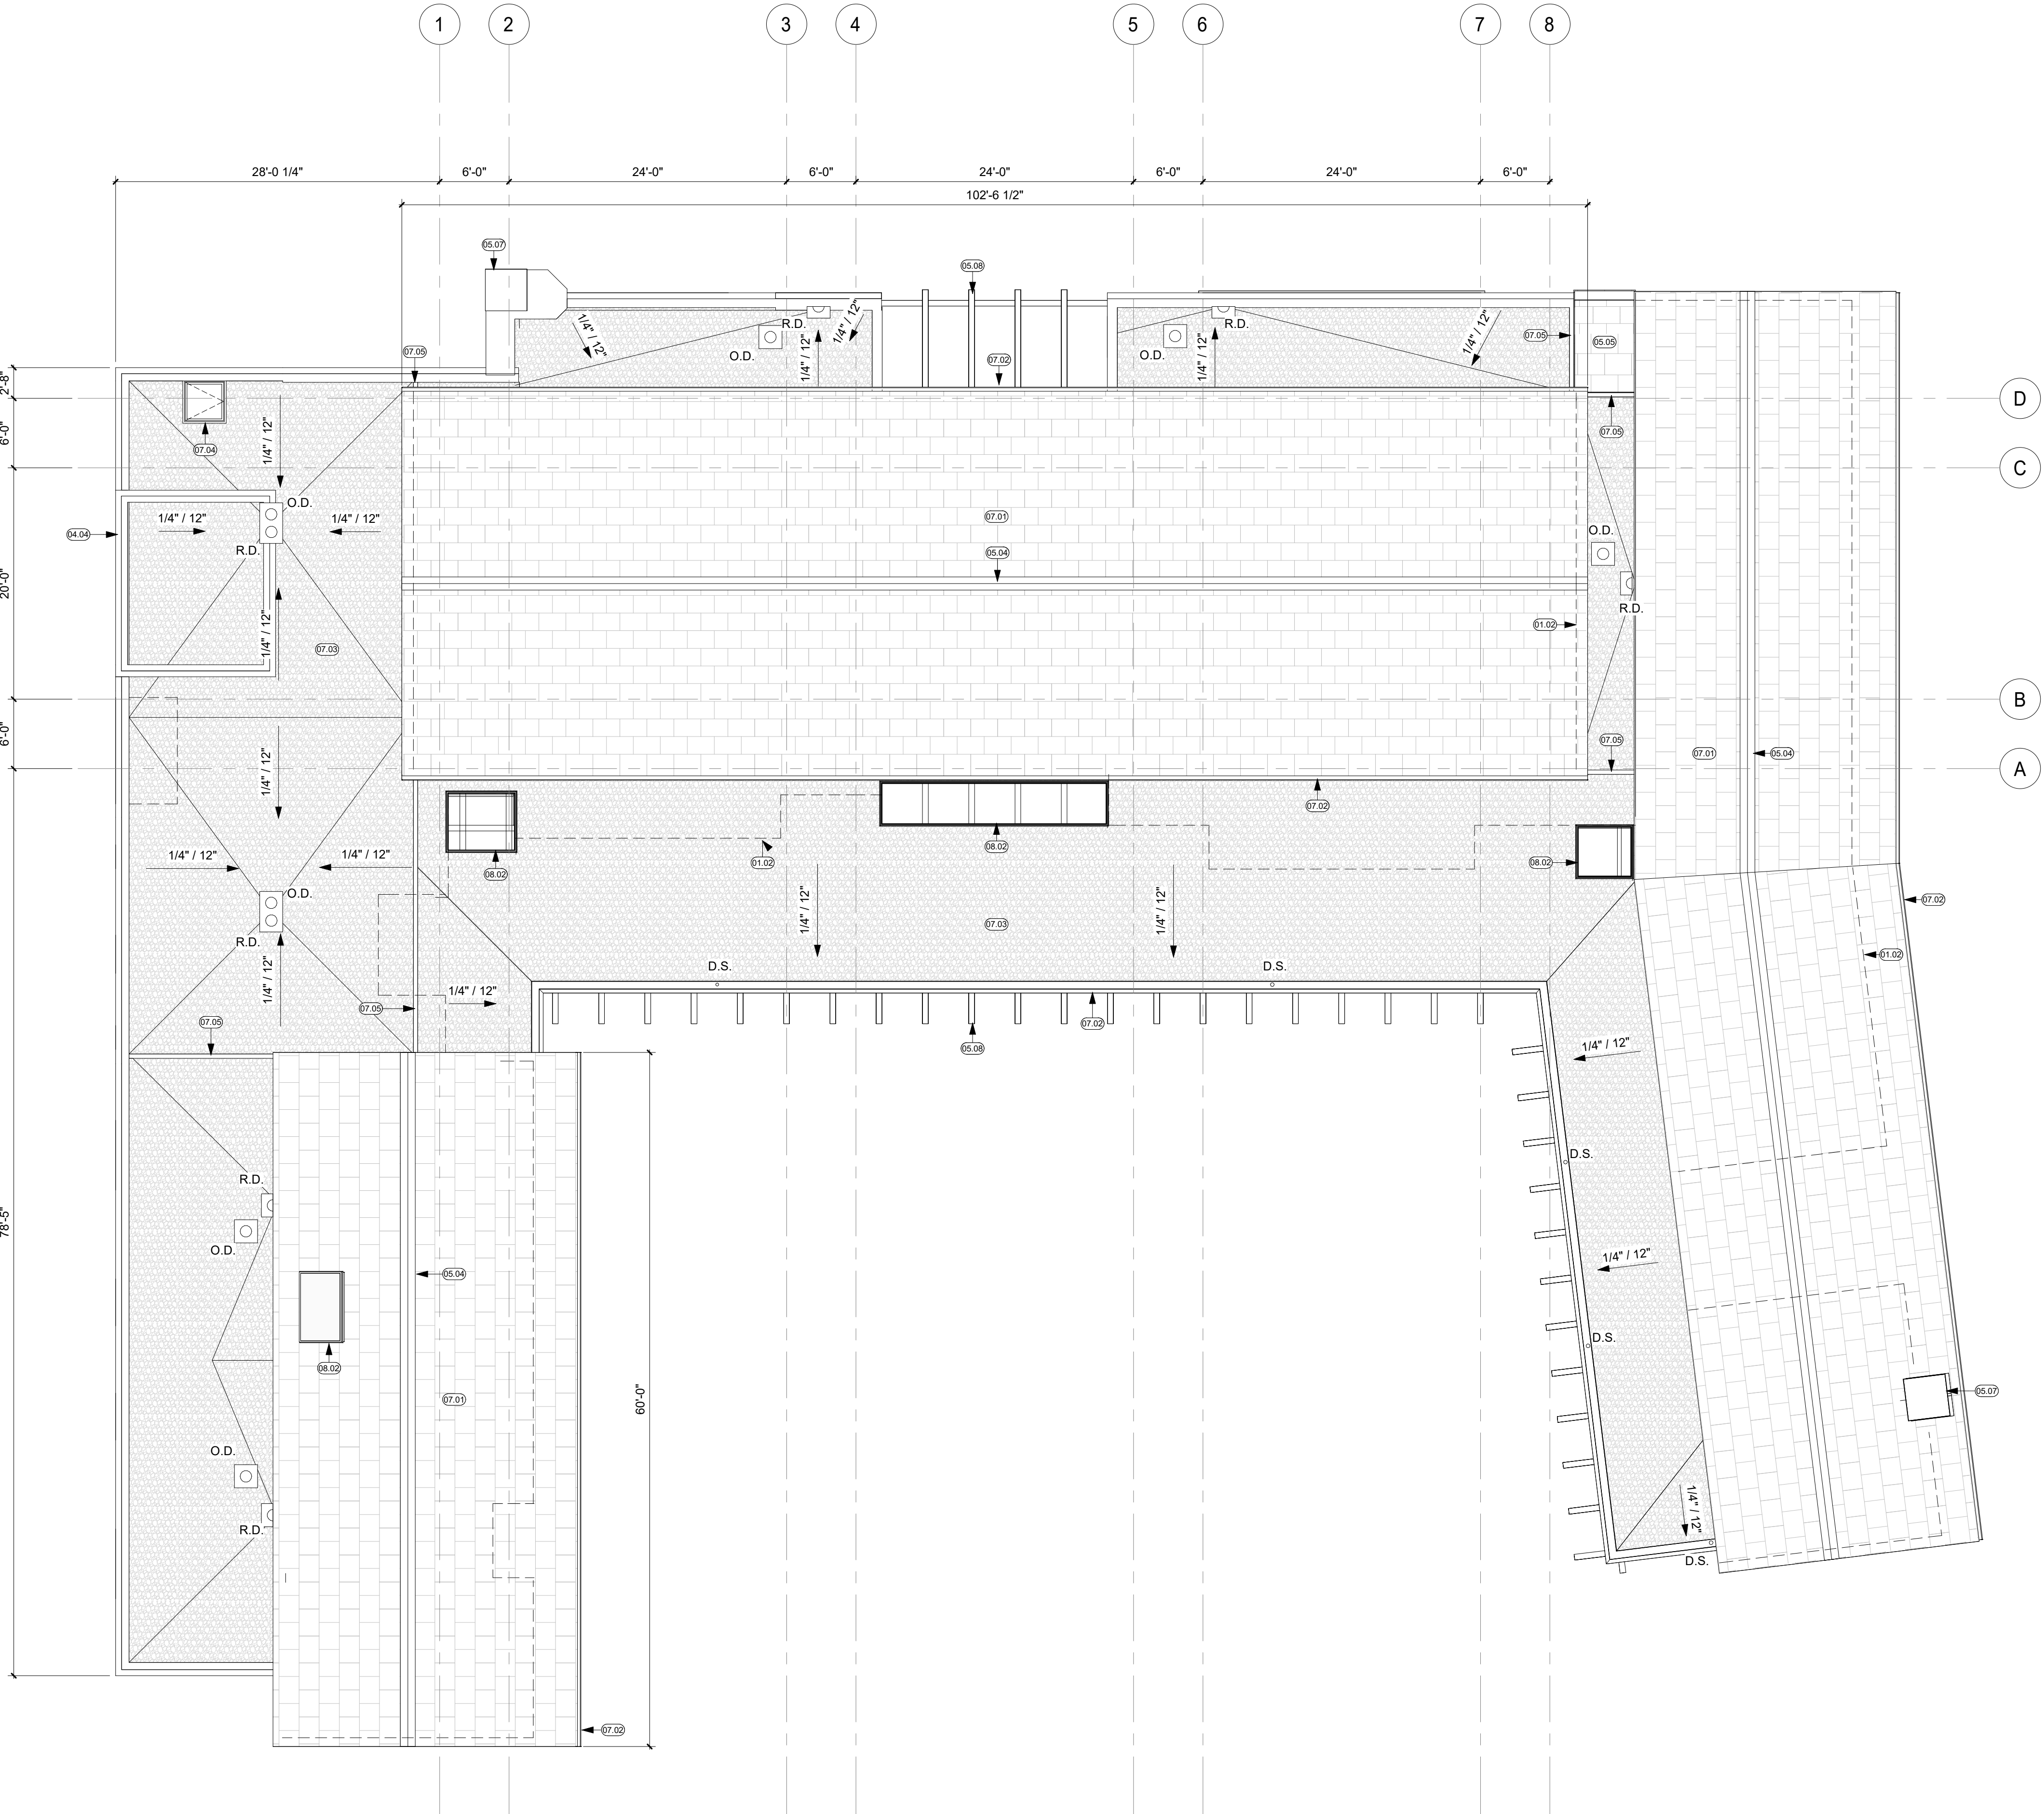 1 2 3 4 5 6 7 8
28'-0 1/4" 6'-0" 24'-0" 6'-0" 24'-0" 6'-0" 24'-0" 6'-0"
102'-6 1/2"
05.07
05.08
1/4" / 12" R.D. 1/4" / 12" R.D. 1/4" / 12" 07.05 05.05
O.D. 1/4" / 12" O.D. 1/4" / 12"
07.05 07.02
2'-8"
D
6'-0"
07.04 1/4" / 12" 07.05
C
O.D.
04.04 1/4" / 12" 1/4" / 12" 07.01 O.D.
R.D. 05.04
20'-0"
R.D.
1/4" / 12" 01.02
07.03
B
6'-0"
1/4" / 12" 07.05 07.01 05.04
A
07.02
1/4" / 12" 1/4" / 12" 08.02 01.02 08.02 08.02
O.D. 07.02
1/4" / 12" 1/4" / 12"
07.03
R.D. 01.02
1/4" / 12" D.S. D.S.
1/4" / 12"
07.05 07.05 07.02
05.08 1/4" / 12"
D.S.
R.D.
78'-5"
O.D. 1/4" / 12"
05.04
D.S.
08.02
60'-0" 05.07
07.01
O.D.
1/4" / 12"
R.D.
D.S.
07.02